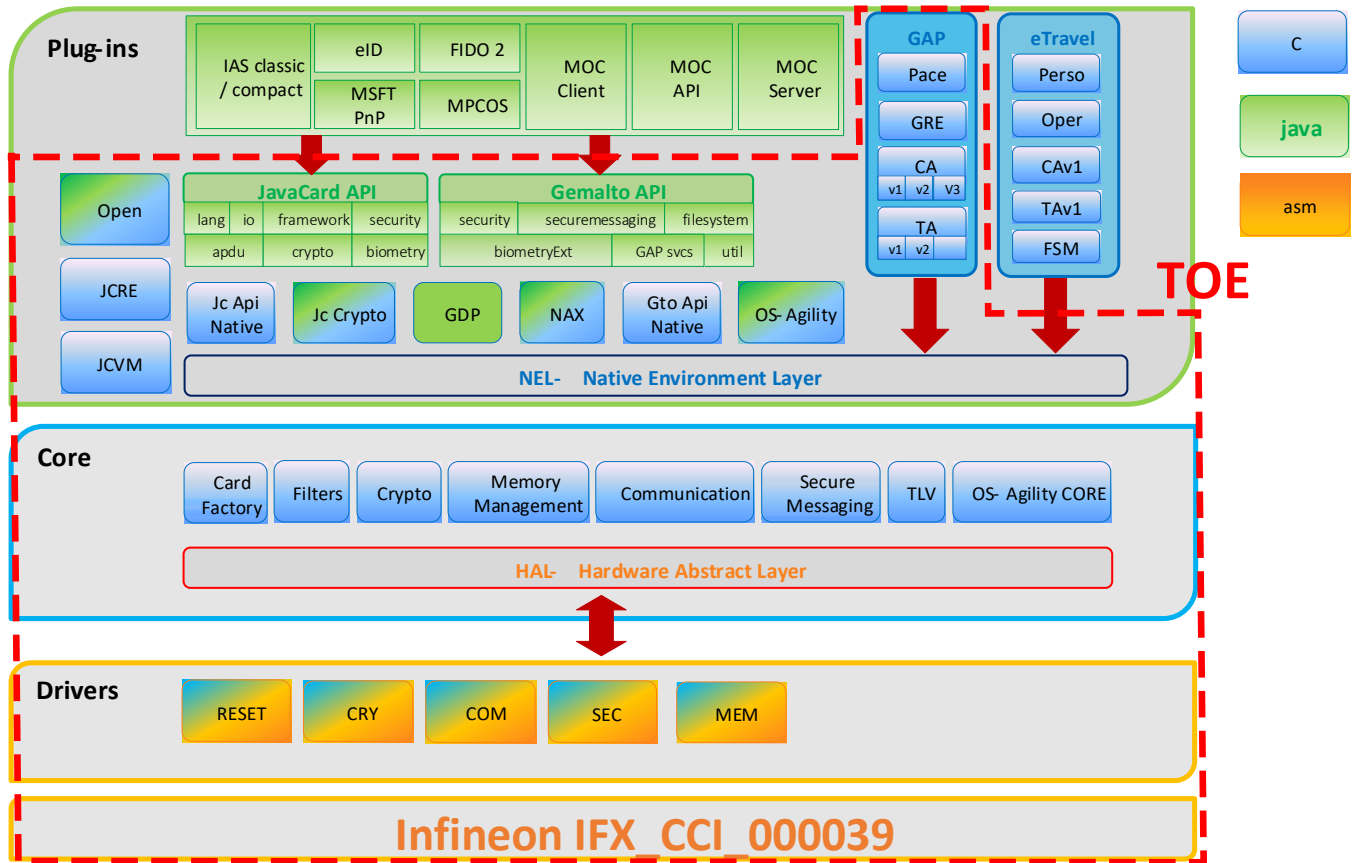 Plug-ins
IAS classic
/ compact
eID
FIDO 2
MSFT
PnP
MPCOS
MOC
Client
MOC
API
MOC
Server
GAP
Pace
GRE
CA
v1 v2 V3
TA
v1 v2
eTravel
Perso
Oper
CAv1
TAv1
FSM
C
java
asm
TOE
Open
JCRE
JCVM
JavaCard API
lang io framework security
apdu crypto biometry
Gemalto API
security securemessaging filesystem
biometryExt GAP svcs util
Jc Api
Native
Jc Crypto
GDP
NAX
Gto Api
Native
OS- Agility
NEL- Native Environment Layer
Core
Card
Factory
Filters
Crypto
Memory
Management
Communication
Secure
Messaging
TLV
OS- Agility CORE
HAL- Hardware Abstract Layer
Drivers
RESET
CRY
COM
SEC
MEM
Infineon IFX_CCI_000039